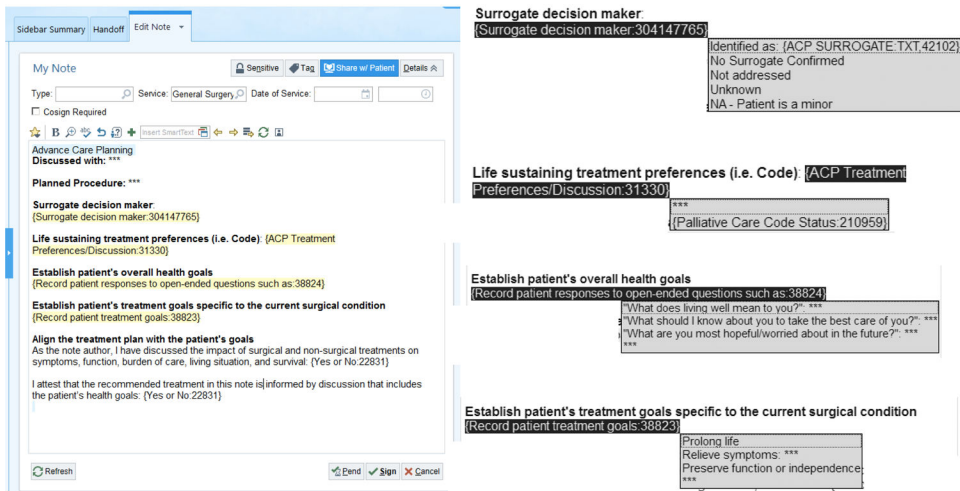 Sidebar Summary Handoff Edit Note
My Note
Sensitive Tag Share w/ Patient Details
Type: Service: General Surgery Date of Service:
Cosign Required
B abc Insert SmartText
Advance Care Planning
Discussed with: ***
Planned Procedure: ***
Surrogate decision maker:
{Surrogate decision maker:304147765}
Life sustaining treatment preferences (i.e. Code): {ACP Treatment
Preferences/Discussion:31330}
Establish patient's overall health goals
{Record patient responses to open-ended questions such as:38824}
Establish patient's treatment goals specific to the current surgical condition
{Record patient treatment goals:38823}
Align the treatment plan with the patient's goals
As the note author, I have discussed the impact of surgical and non-surgical treatments on
symptoms, function, burden of care, living situation, and survival: {Yes or No:22831}
I attest that the recommended treatment in this note is informed by discussion that includes
the patient's health goals: {Yes or No:22831}
Refresh Pend Sign Cancel
Surrogate decision maker:
{Surrogate decision maker:304147765}
Identified as: {ACP SURROGATE:TXT,42102}
No Surrogate Confirmed
Not addressed
Unknown
NA - Patient is a minor
Life sustaining treatment preferences (i.e. Code): {ACP Treatment
Preferences/Discussion:31330}
***
{Palliative Care Code Status:210959}
Establish patient's overall health goals
{Record patient responses to open-ended questions such as:38824}
"What does living well mean to you?": ***
"What should I know about you to take the best care of you?": ***
"What are you most hopeful/worried about in the future?": ***
***
Establish patient's treatment goals specific to the current surgical condition
{Record patient treatment goals:38823}
Prolong life
Relieve symptoms: ***
Preserve function or independence
***